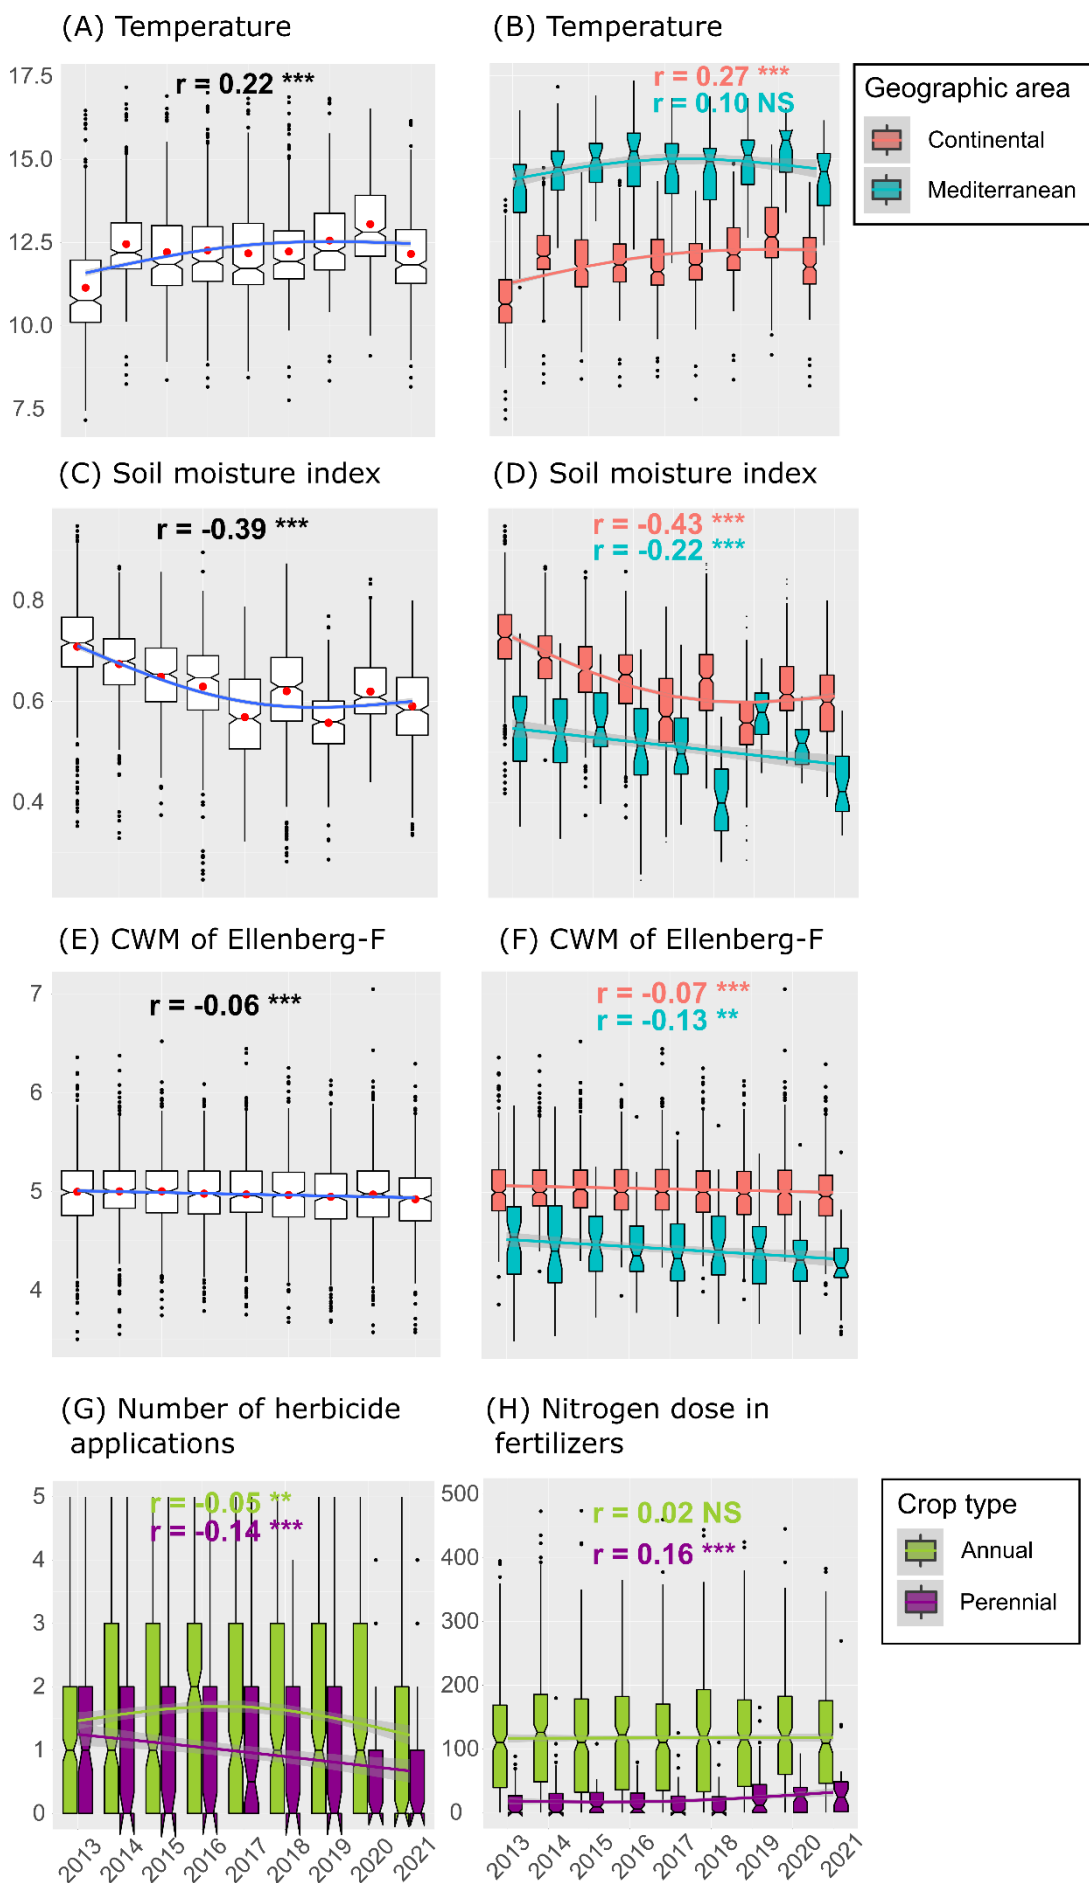 (A) Temperature
(B) Temperature
17.5
15.0
12.5
10.0
7.5
r = 0.22 ***
r = 0.27 ***
r = 0.10 NS
Geographic area
Continental
Mediterranean
(C) Soil moisture index
(D) Soil moisture index
0.8
0.6
0.4
r = -0.39 ***
r = -0.43 ***
r = -0.22 ***
(E) CWM of Ellenberg-F
(F) CWM of Ellenberg-F
7
6
5
4
r = -0.06 ***
r = -0.07 ***
r = -0.13 **
(G) Number of herbicide
applications
(H) Nitrogen dose in
fertilizers
5
4
3
2
1
0
r = -0.05 **
r = -0.14 ***
2013
2014
2015
2016
2017
2018
2019
2020
2021
500
400
300
200
100
0
r = 0.02 NS
r = 0.16 ***
2013
2014
2015
2016
2017
2018
2019
2020
2021
Crop type
Annual
Perennial